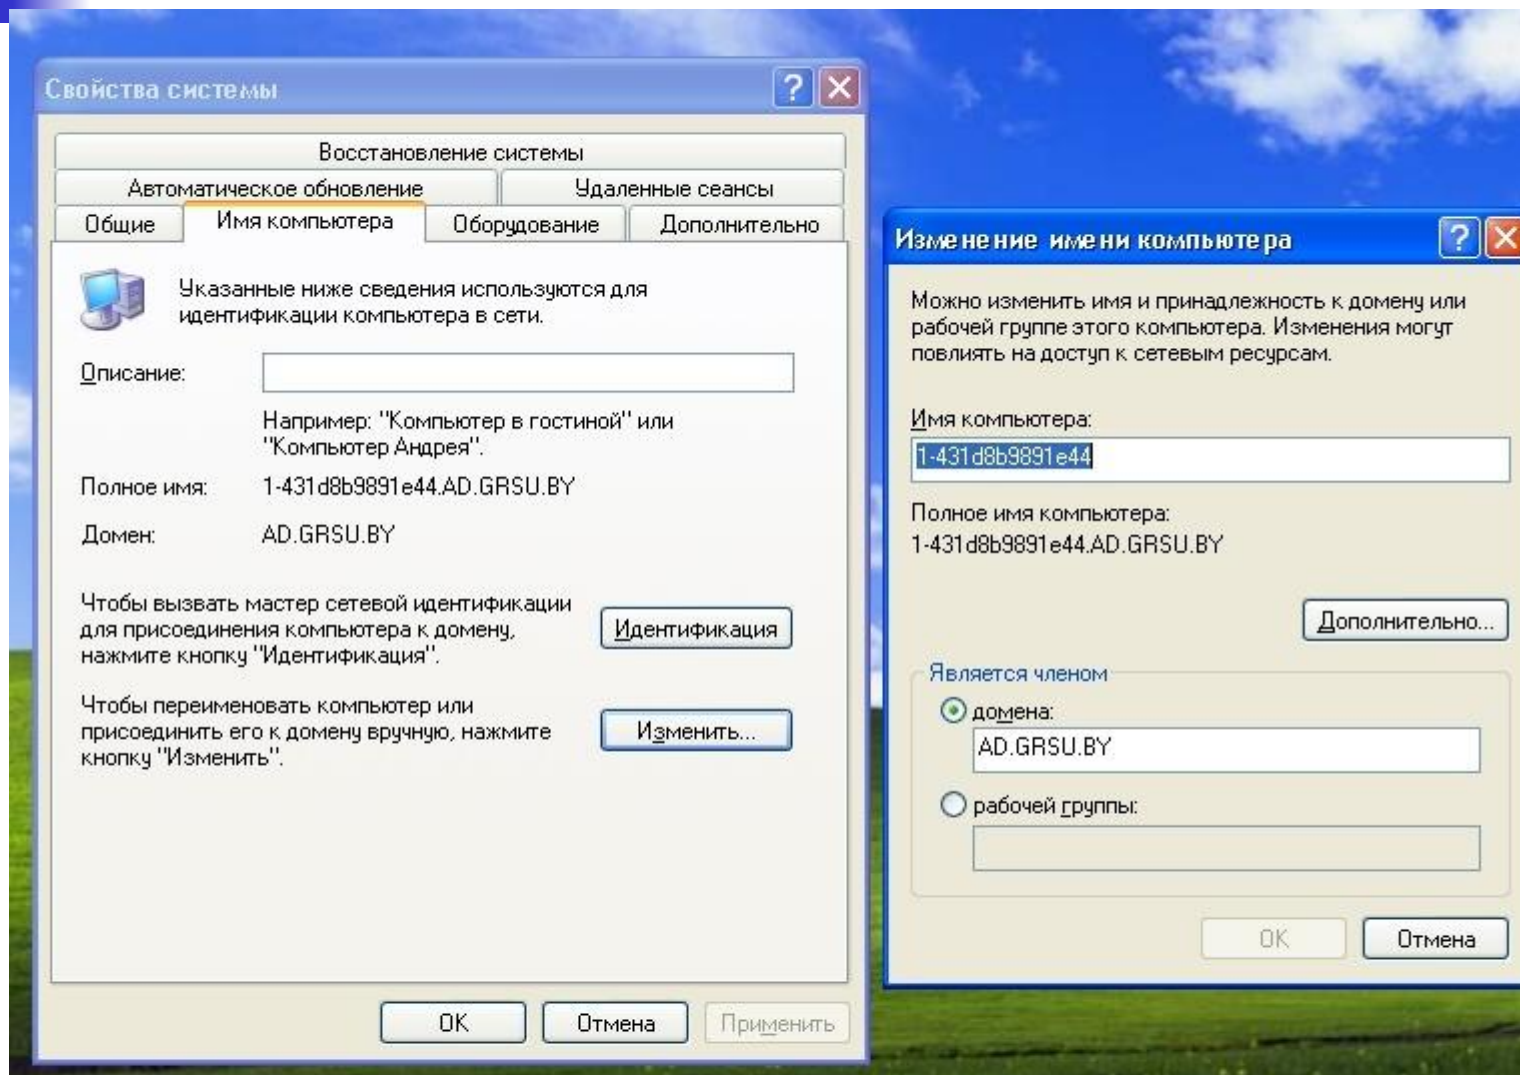 Свойства системы
Восстановление системы
Автоматическое обновление
Удаленные сеансы
Общие
Имя компьютера
Оборудование
Дополнительно
Указанные ниже сведения используются для
идентификации компьютера в сети.
Описание:
Например: "Компьютер в гостиной" или
"Компьютер Андрея".
Полное имя: 1-431d8b9891e44.AD.GRSU.BY
Домен: AD.GRSU.BY
Чтобы вызвать мастер сетевой идентификации
для присоединения компьютера к домену,
нажмите кнопку "Идентификация".
Идентификация
Чтобы переименовать компьютер или
присоединить его к домену вручную, нажмите
кнопку "Изменить".
Изменить...
OK
Отмена
Применить
Изменение имени компьютера
Можно изменить имя и принадлежность к домену или
рабочей группе этого компьютера. Изменения могут
повлиять на доступ к сетевым ресурсам.
Имя компьютера:
1-431d8b9891e44
Полное имя компьютера:
1-431d8b9891e44.AD.GRSU.BY
Дополнительно...
Является членом
домена:
AD.GRSU.BY
рабочей группы:
OK
Отмена